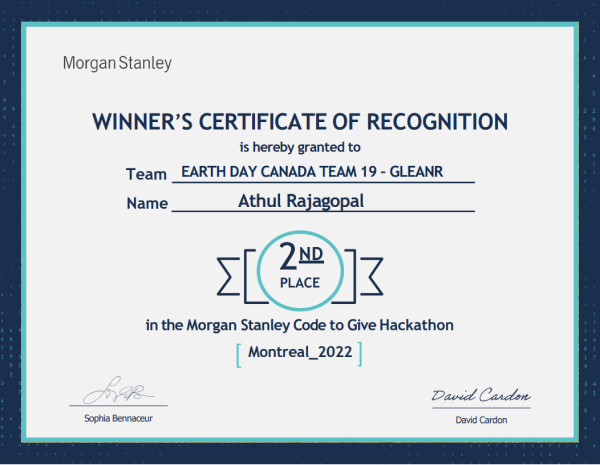 Morgan Stanley
WINNER'S CERTIFICATE OF RECOGNITION
is hereby granted to
Team EARTH DAY CANADA TEAM 19 – GLEANR
Name Athul Rajagopal
2ND
PLACE
in the Morgan Stanley Code to Give Hackathon
[ Montreal_2022 ]
David Cardon
Sophia Bennaceur
David Cardon